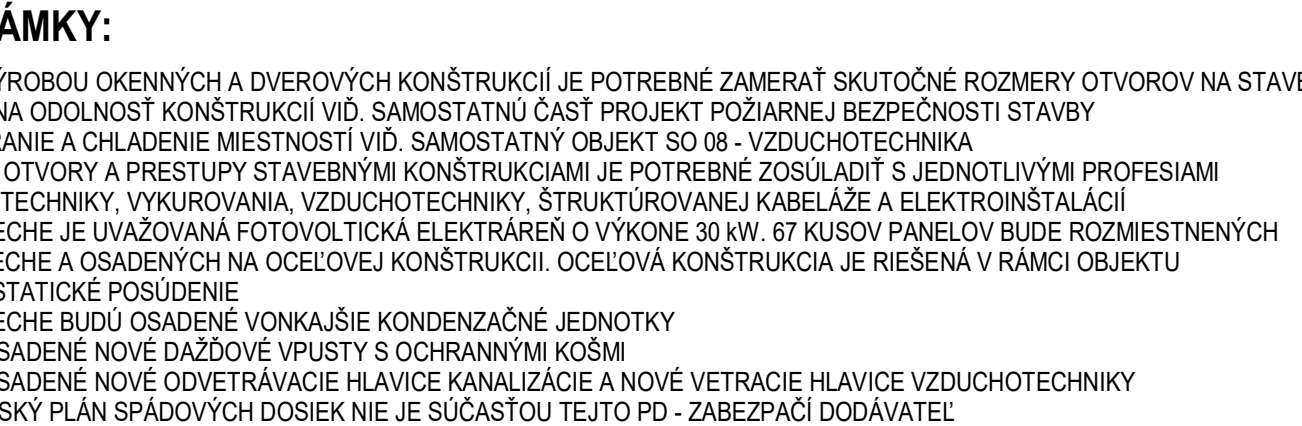 ÁMKY:
ÝROBOU OKENNÝCH A DVEROVÝCH KONŠTRUKCIÍ JE POTREBNÉ ZAMERAŤ SKUTOČNÉ ROZMERY OTVOROV NA STAVE
NA ODOLNOSŤ KONŠTRUKCIÍ VIĎ. SAMOSTATNÚ ČASŤ PROJEKT POŽIARNEJ BEZPEČNOSTI STAVBY
RANIE A CHLADENIE MIESTNOSTÍ VIĎ. SAMOSTATNÝ OBJEKT SO 08 - VZDUCHOTECHNIKA
OTVORY A PRESTUPY STAVEBNÝMI KONŠTRUKCIAMI JE POTREBNÉ ZOSÚLADIŤ S JEDNOTLIVÝMI PROFESIAMI
TECHNIKY, VYKUROVANIA, VZDUCHOTECHNIKY, ŠTRUKTÚROVANEJ KABELÁŽE A ELEKTROINŠTALÁCIÍ
ECHE JE UVAŽOVANÁ FOTOVOLTICKÁ ELEKTRÁREŇ O VÝKONE 30 kW. 67 KUSOV PANELOV BUDE ROZMIESTNENÝCH
ECHE A OSADENÝCH NA OCEĽOVEJ KONŠTRUKCII. OCEĽOVÁ KONŠTRUKCIA JE RIEŠENÁ V RÁMCI OBJEKTU
STATICKÉ POSÚDENIE
ECHE BUDÚ OSADENÉ VONKAJŠIE KONDENZAČNÉ JEDNOTKY
SADENÉ NOVÉ DAŽĎOVÉ VPUSTY S OCHRANNÝMI KOŠMI
SADENÉ NOVÉ ODVETRÁVACIE HLAVICE KANALIZÁCIE A NOVÉ VETRACIE HLAVICE VZDUCHOTECHNIKY
SKÝ PLÁN SPÁDOVÝCH DOSIEK NIE JE SÚČASŤOU TEJTO PD - ZABEZPAČÍ DODÁVATEĽ